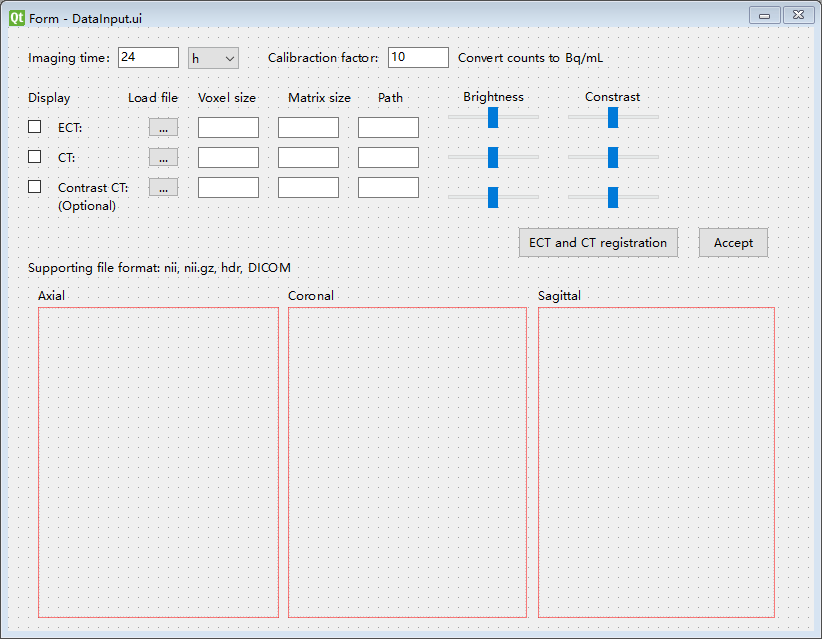 Qt Form - DataInput.ui
Imaging time: 24 h Calibraction factor: 10 Convert counts to Bq/mL
Display Load file Voxel size Matrix size Path Brightness Constrast
ECT: ...
CT: ...
Contrast CT: ...
(Optional)
ECT and CT registration Accept
Supporting file format: nii, nii.gz, hdr, DICOM
Axial Coronal Sagittal